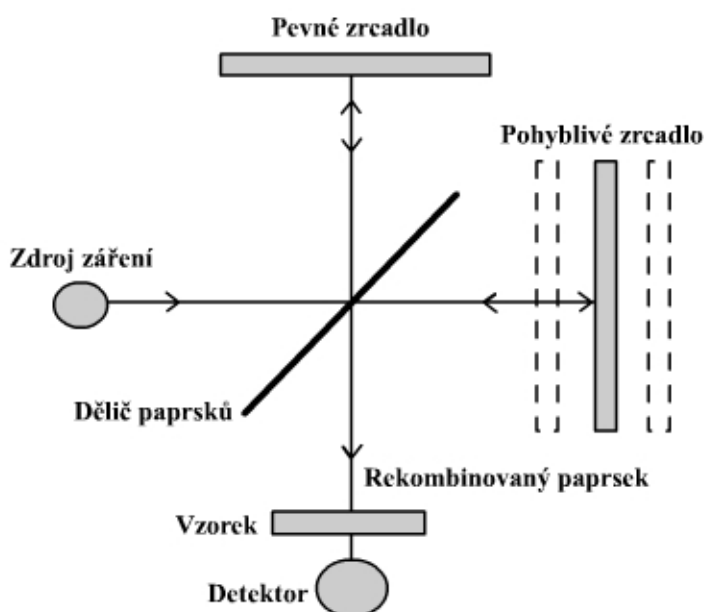 Pevné zrcadlo
Pohyblivé zrcadlo
Zdroj záření
Dělič paprsků
Rekombinovaný paprsek
Vzorek
Detektor